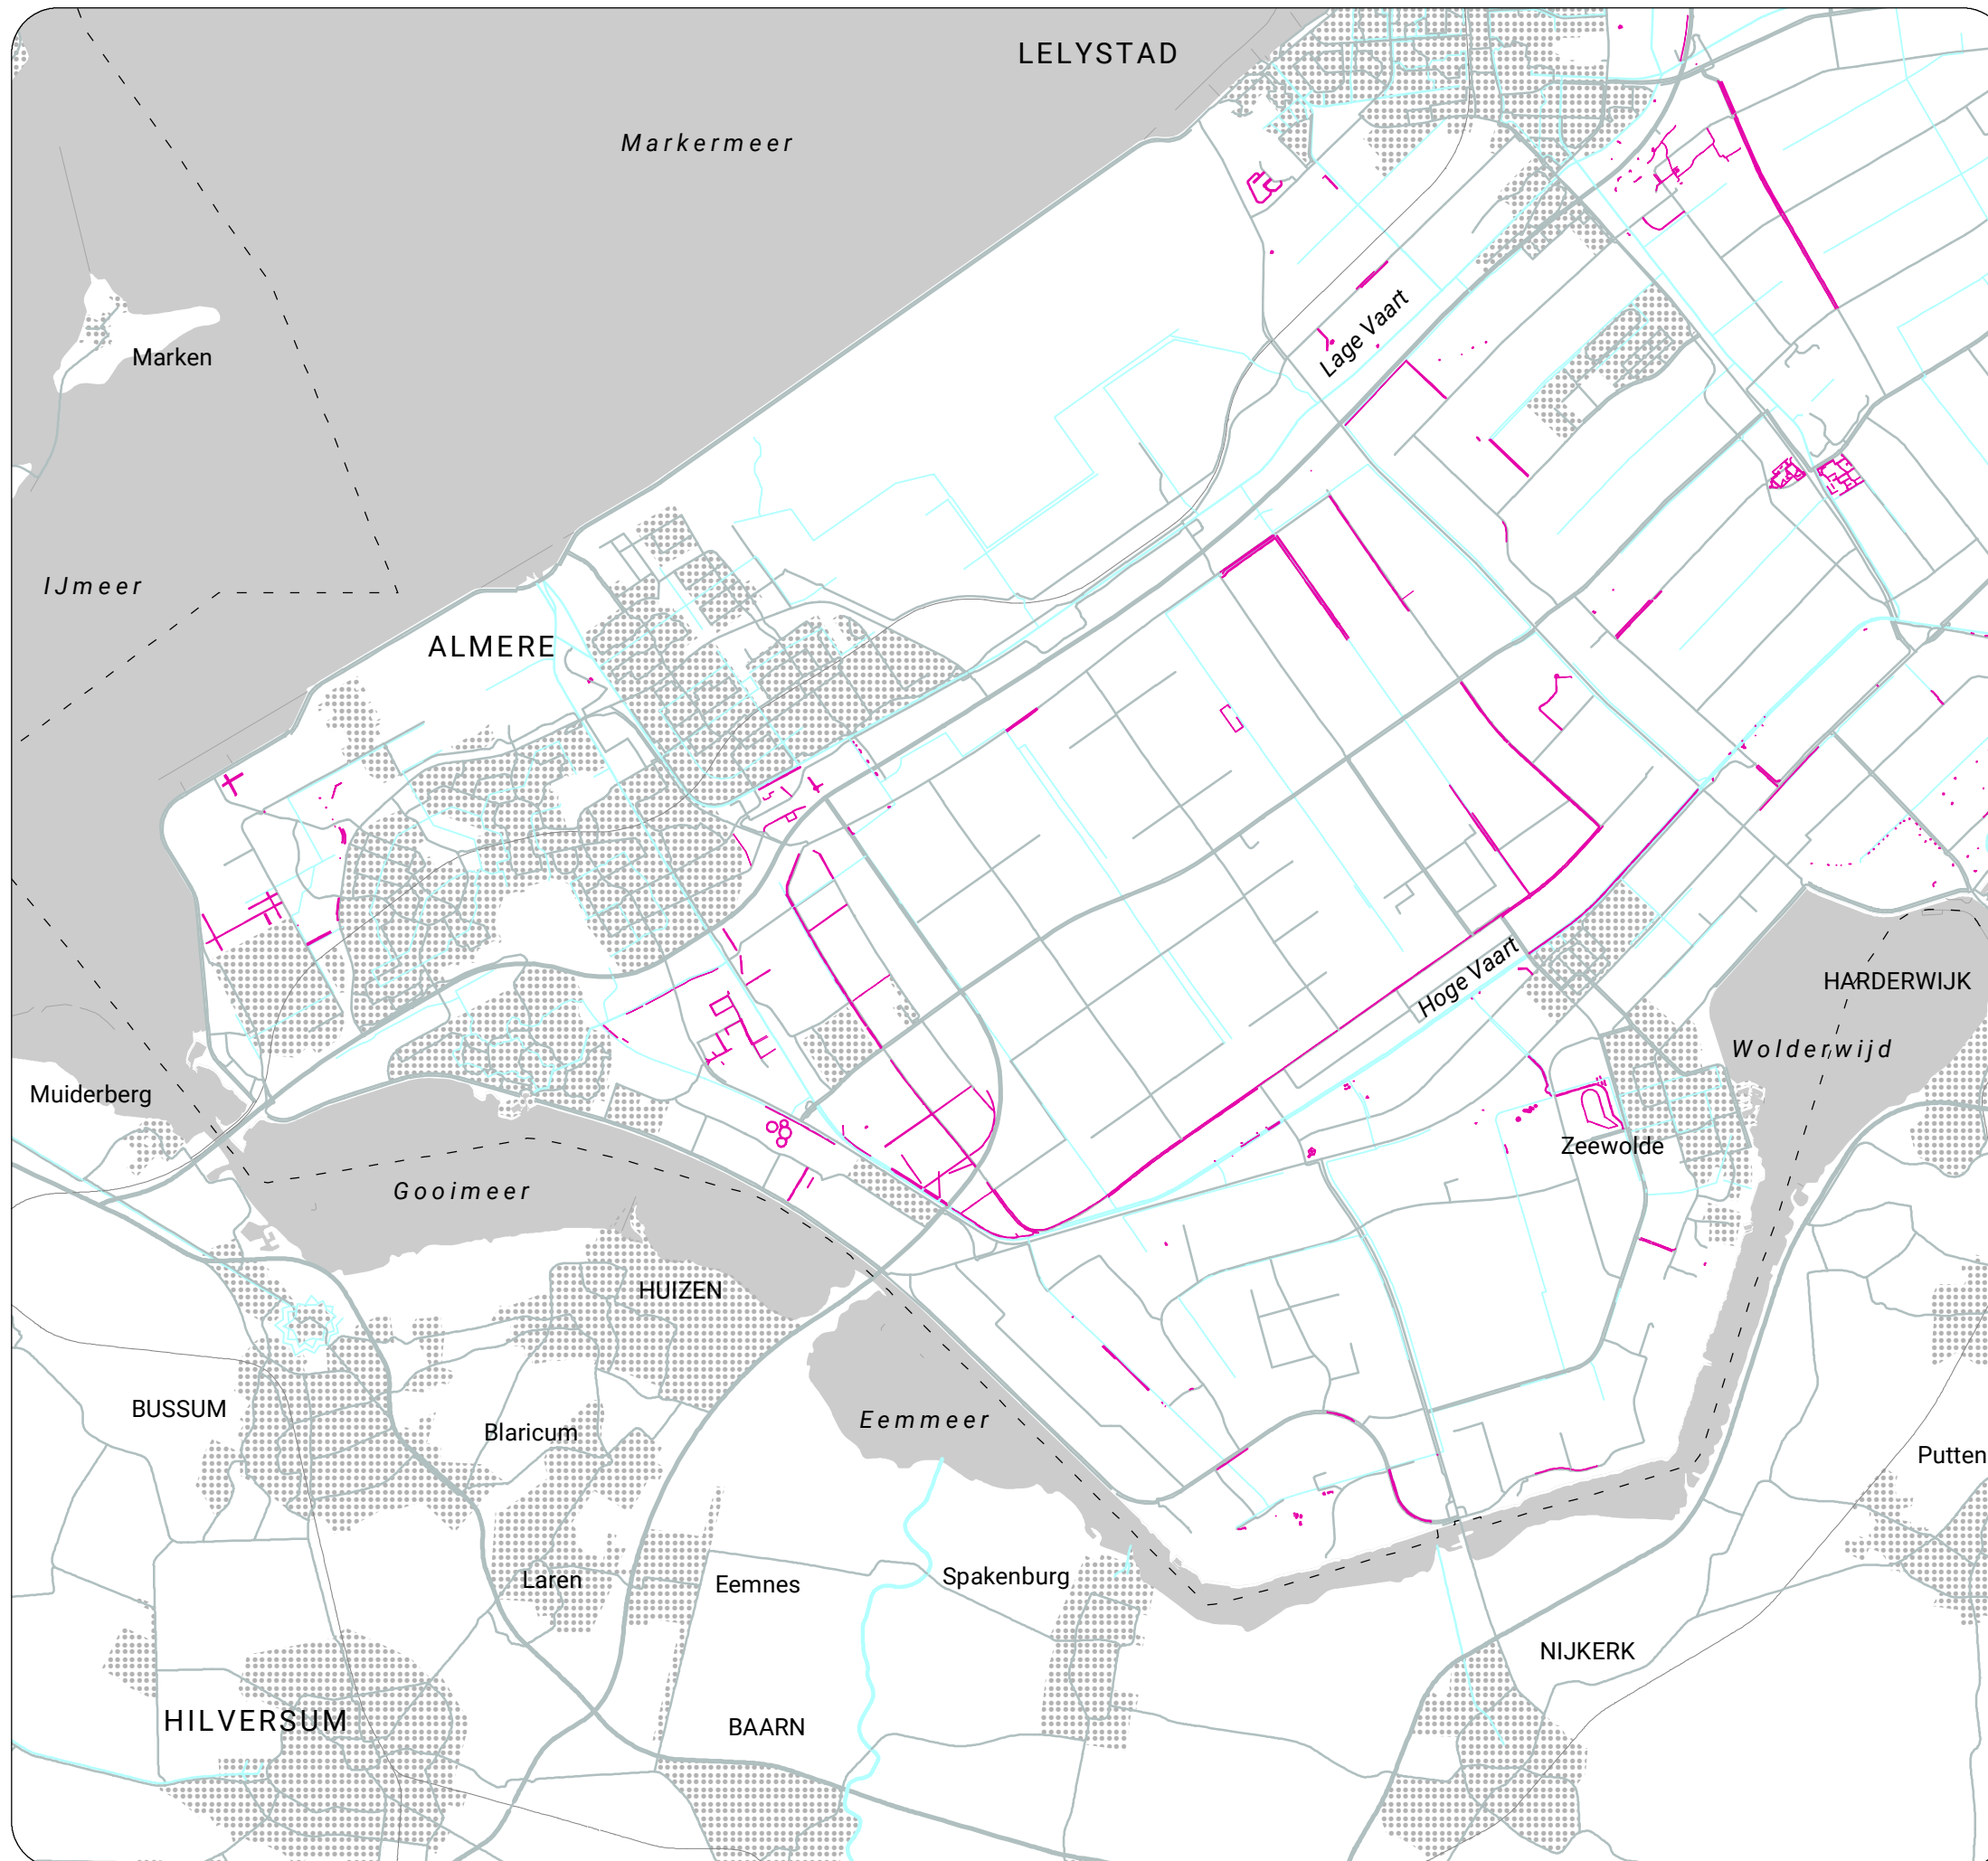 LELYSTAD
Markermeer
Lage Vaart
Marken
IJmeer
ALMERE
Hoge Vaart
HARDERWIJK
Wolderwijd
Muiderberg
Zeewolde
Gooimeer
HUIZEN
BUSSUM
Eemmeer
Blaricum
Putten
Laren
Eemnes
Spakenburg
NIJKERK
HILVERSUM
BAARN